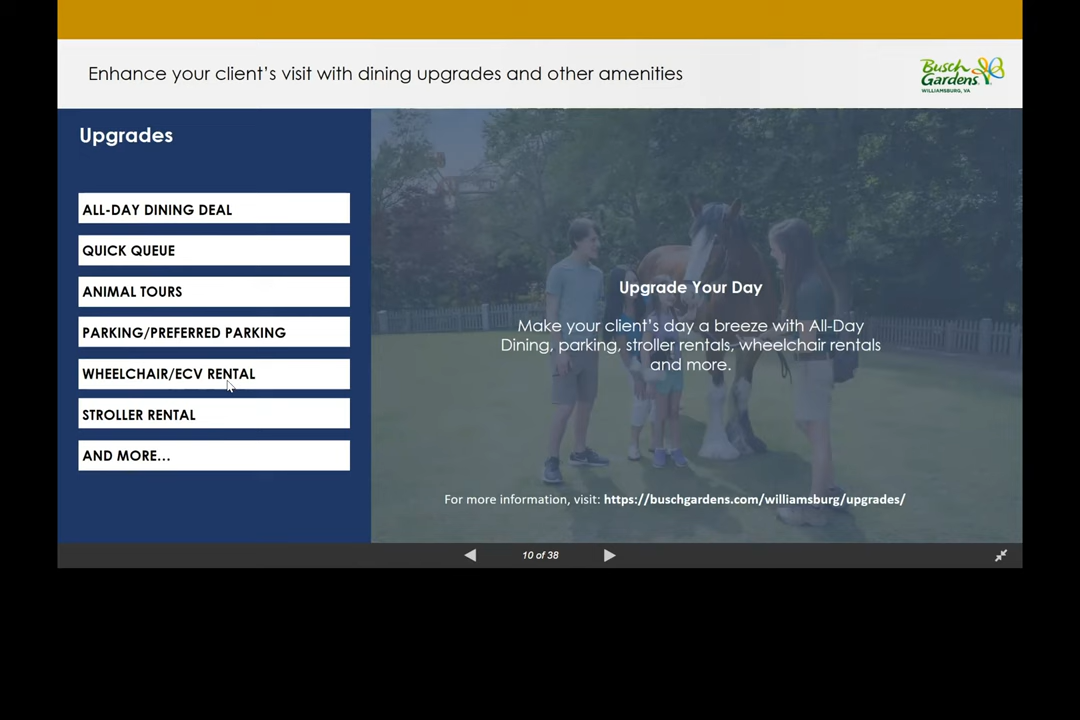 Enhance your client's visit with dining upgrades and other amenities
Busch
Gardens
WILLIAMSBURG, VA
Upgrades
ALL-DAY DINING DEAL
QUICK QUEUE
ANIMAL TOURS
PARKING/PREFERRED PARKING
WHEELCHAIR/ECV RENTAL
STROLLER RENTAL
AND MORE...
Upgrade Your Day
Make your client's day a breeze with All-Day
Dining, parking, stroller rentals, wheelchair rentals
and more.
For more information, visit: https://buschgardens.com/williamsburg/upgrades/
10 of 38